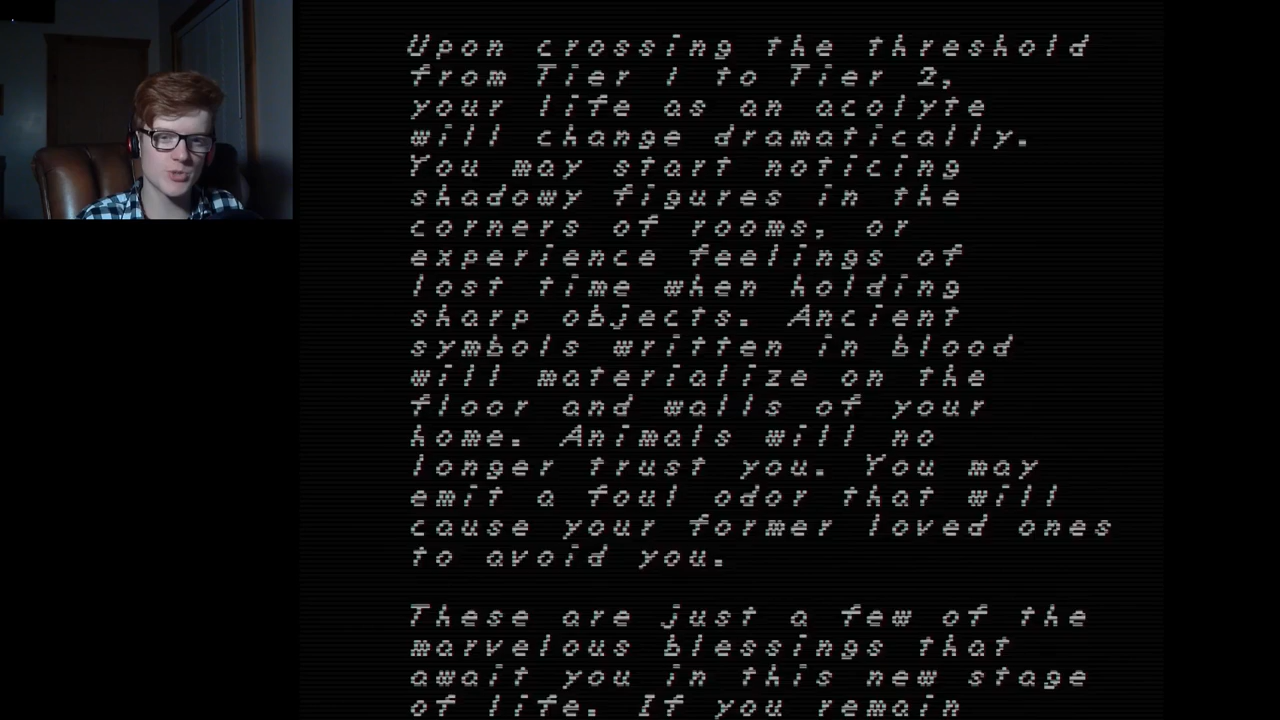 Upon crossing the threshold
from Tier 1 to Tier 2,
your life as an acolyte
will change dramatically.
You may start noticing
shadowy figures in the
corners of rooms, or
experience feelings of
lost time when holding
sharp objects. Ancient
symbols written in blood
will materialize on the
floor and walls of your
home. Animals will no
longer trust you. You may
emit a foul odor that will
cause your former loved ones
to avoid you.
These are just a few of the
marvelous blessings that
await you in this new stage
of life. If you remain